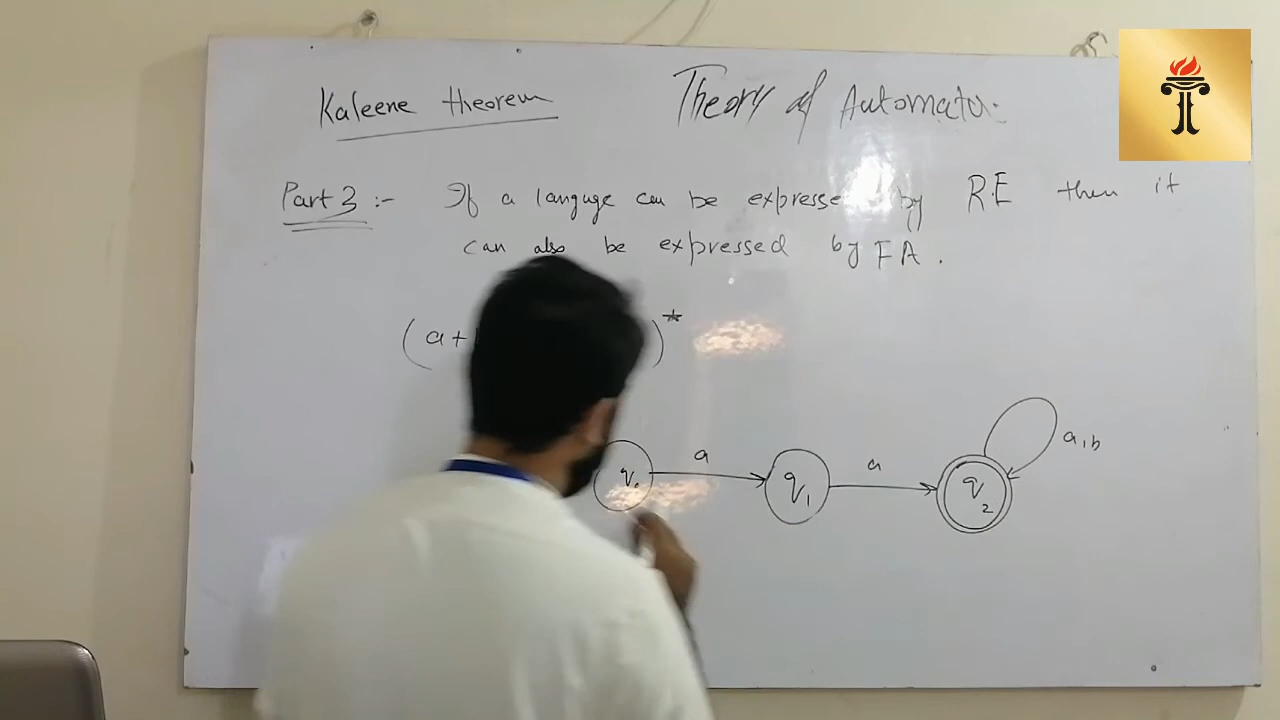 Kaleene theorem
Theory of Automata.
Part 3 :- If a languge can be expresse by R.E then it
can also be expressed by FA .
(a+ )*
q0 a q1 a q2 a,b